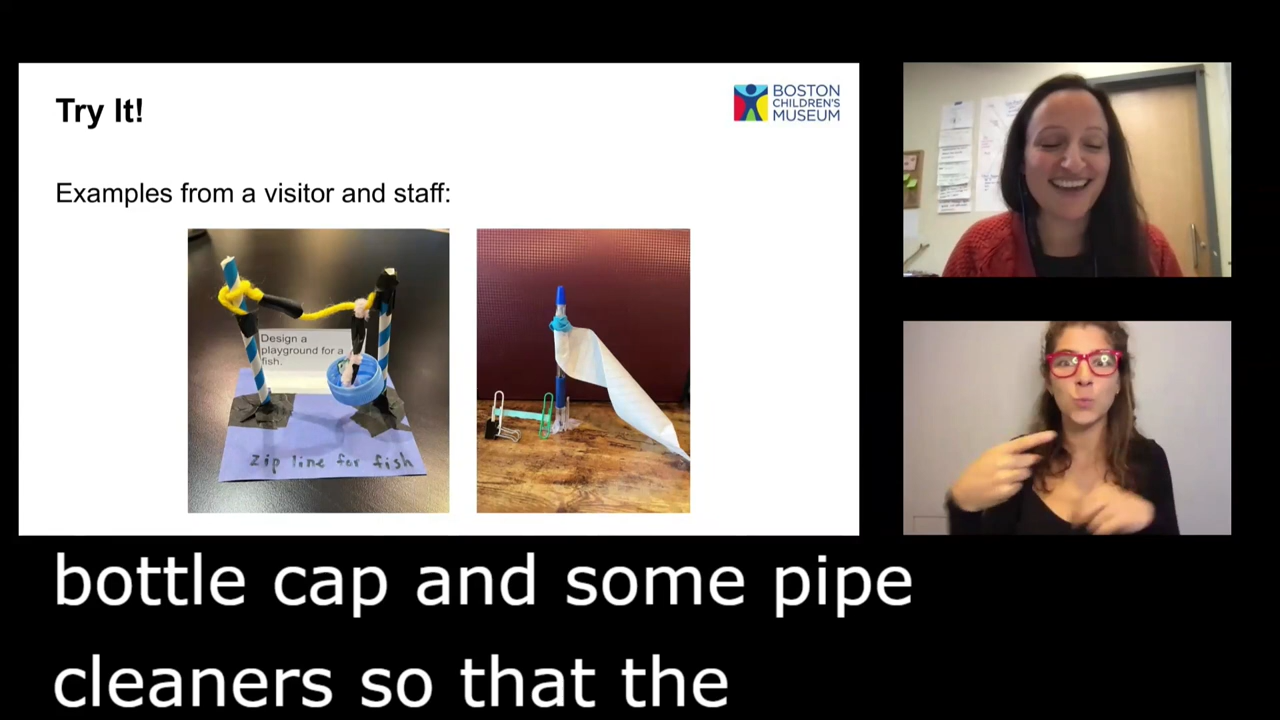 Try It!
BOSTON
CHILDREN'S
MUSEUM
Examples from a visitor and staff:
Design a
playground for a
fish.
zip line for fish
bottle cap and some pipe
cleaners so that the